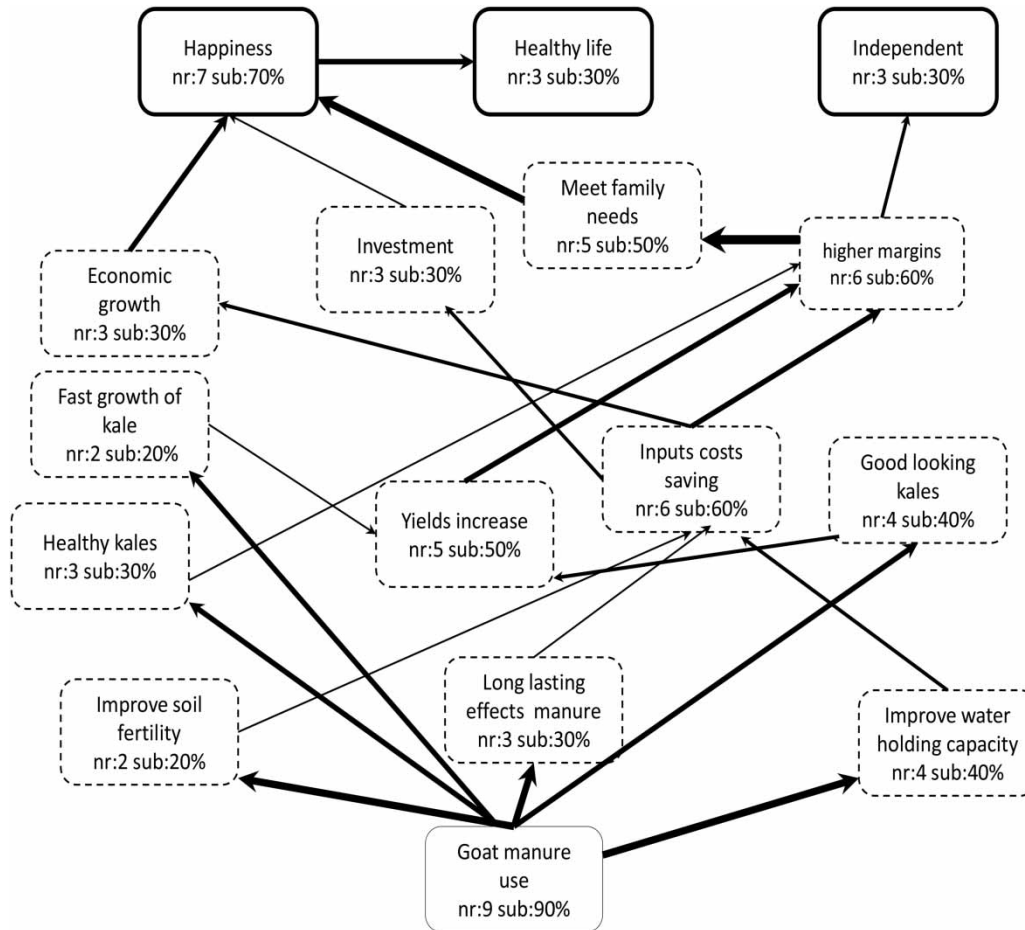 Happiness
nr:7 sub:70%
Healthy life
nr:3 sub:30%
Independent
nr:3 sub:30%
Meet family
needs
nr:5 sub:50%
Investment
nr:3 sub:30%
higher margins
nr:6 sub:60%
Economic
growth
nr:3 sub:30%
Fast growth of
kale
nr:2 sub:20%
Inputs costs
saving
nr:6 sub:60%
Good looking
kales
nr:4 sub:40%
Yields increase
nr:5 sub:50%
Healthy kales
nr:3 sub:30%
Improve soil
fertility
nr:2 sub:20%
Long lasting
effects manure
nr:3 sub:30%
Improve water
holding capacity
nr:4 sub:40%
Goat manure
use
nr:9 sub:90%